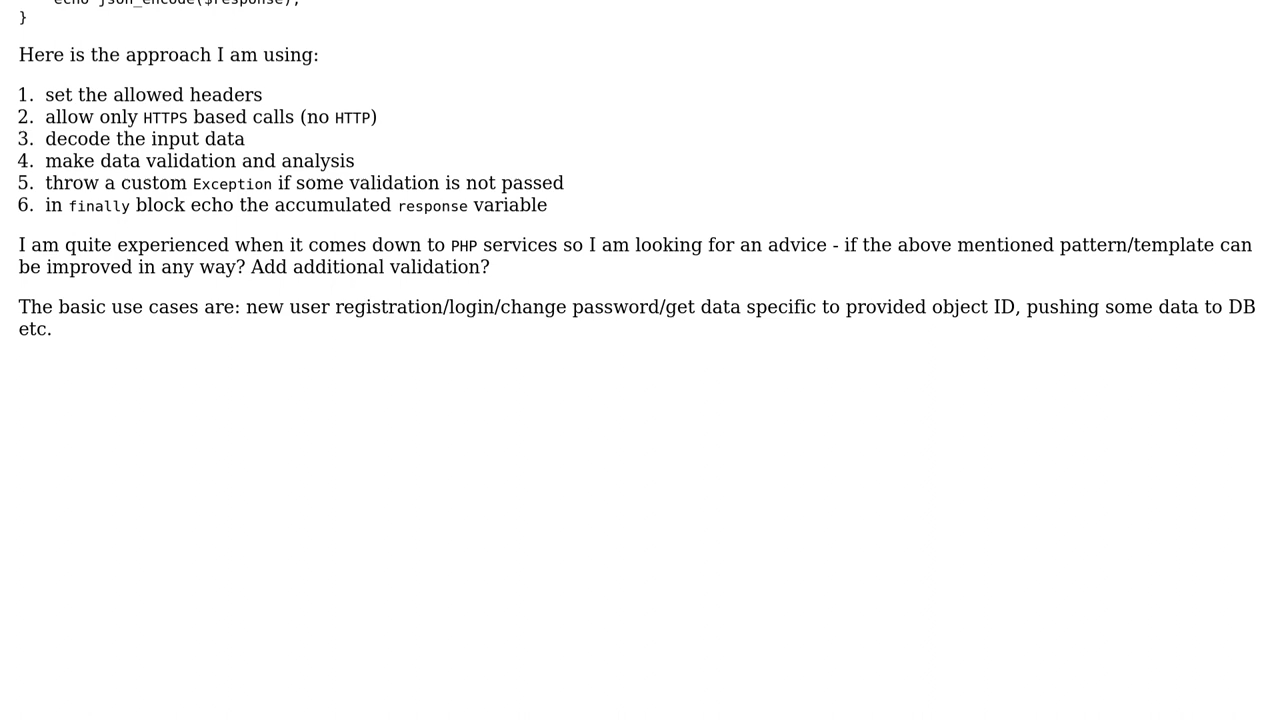 echo json_encode($response);
}
Here is the approach I am using:
1. set the allowed headers
2. allow only HTTPS based calls (no HTTP)
3. decode the input data
4. make data validation and analysis
5. throw a custom Exception if some validation is not passed
6. in finally block echo the accumulated response variable
I am quite experienced when it comes down to PHP services so I am looking for an advice - if the above mentioned pattern/template can
be improved in any way? Add additional validation?
The basic use cases are: new user registration/login/change password/get data specific to provided object ID, pushing some data to DB
etc.